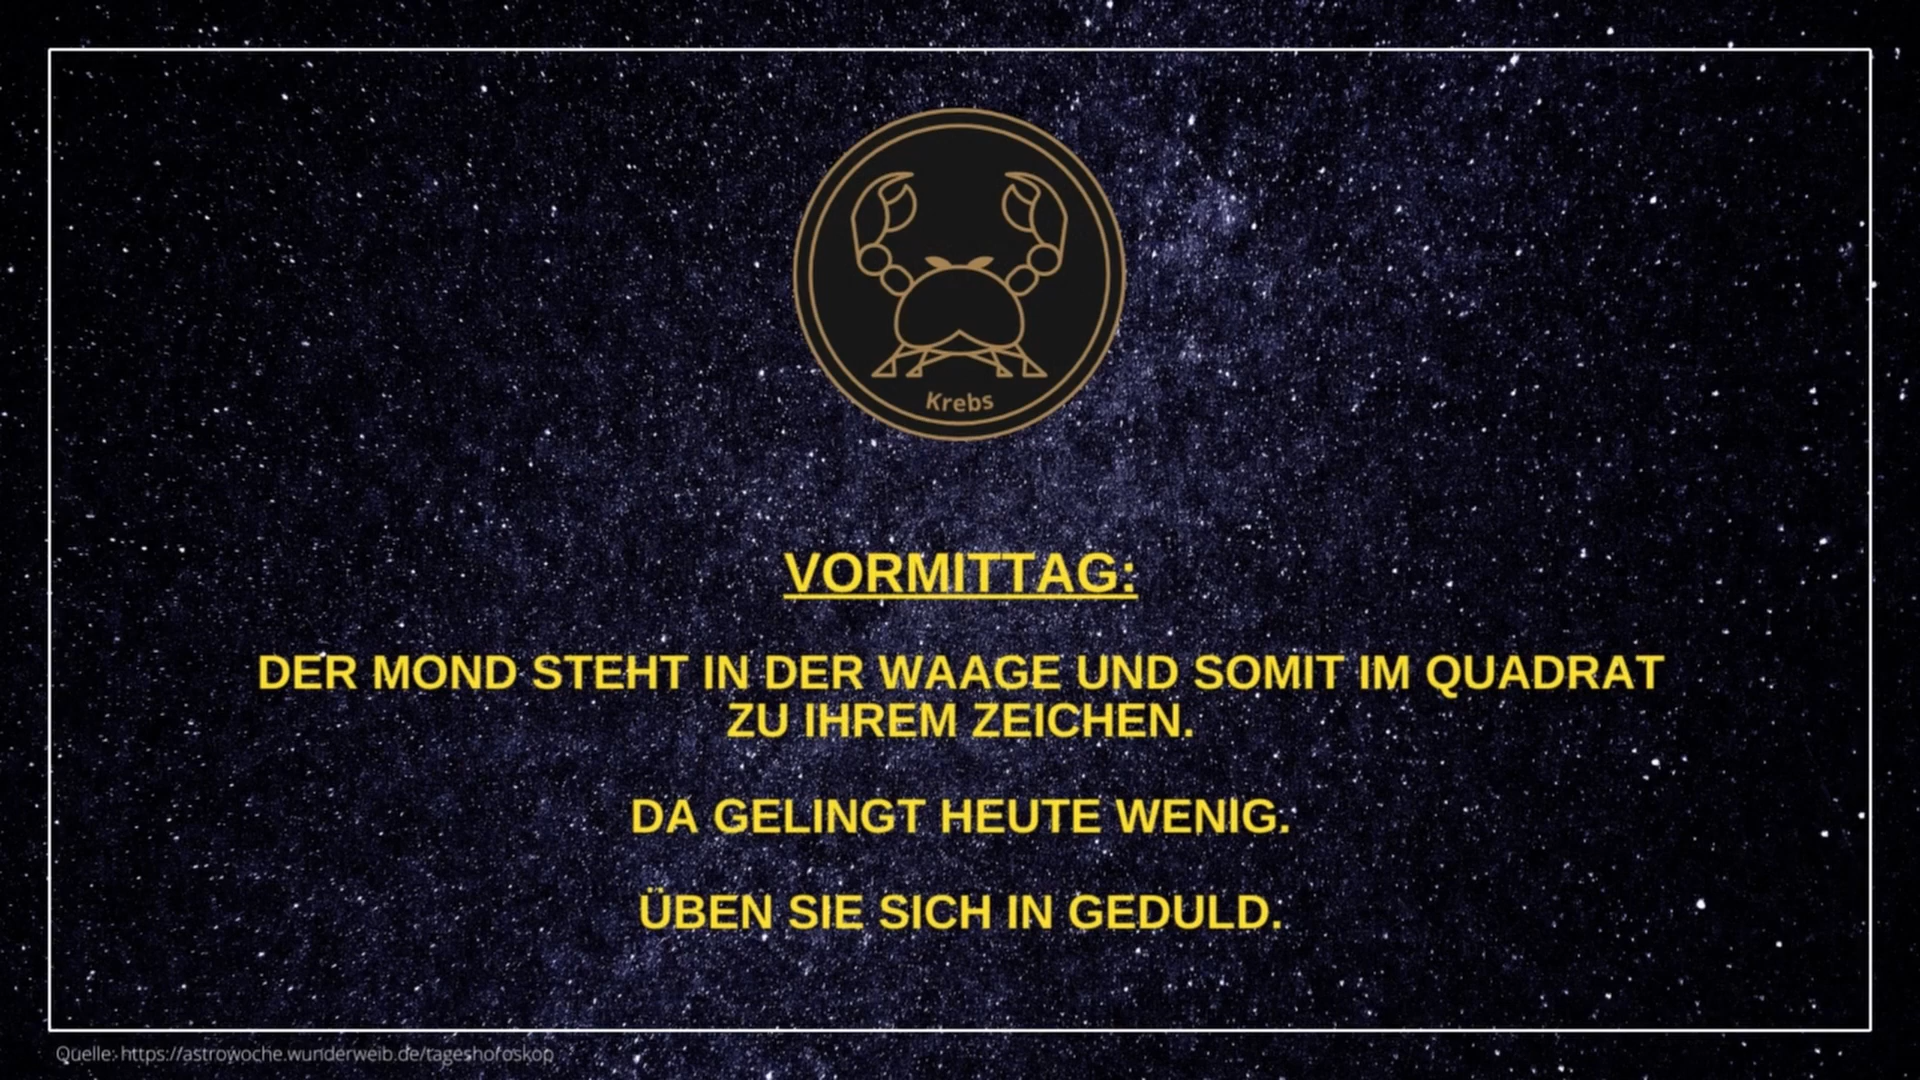 Krebs
VORMITTAG:
DER MOND STEHT IN DER WAAGE UND SOMIT IM QUADRAT
ZU IHREM ZEICHEN.
DA GELINGT HEUTE WENIG.
ÜBEN SIE SICH IN GEDULD.
Quelle: https://astrowoche.wunderweib.de/tageshoroskop